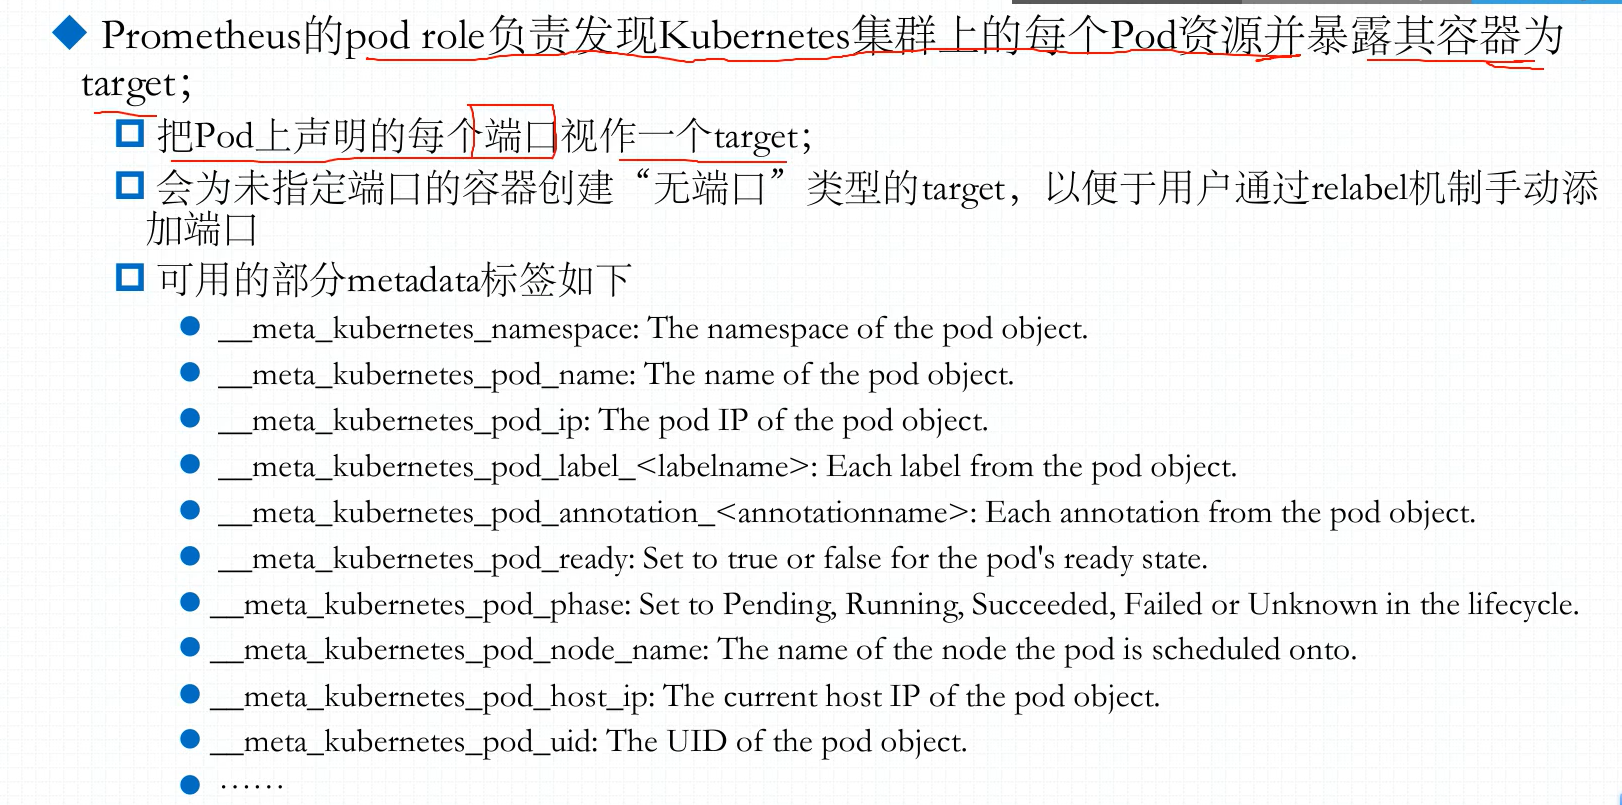 Prometheus的pod role负责发现Kubernetes集群上的每个Pod资源并暴露其容器为
target；
把Pod上声明的每个端口视作一个target；
会为未指定端口的容器创建“无端口”类型的target，以便于用户通过relabel机制手动添
加端口
可用的部分metadata标签如下
__meta_kubernetes_namespace: The namespace of the pod object.
__meta_kubernetes_pod_name: The name of the pod object.
__meta_kubernetes_pod_ip: The pod IP of the pod object.
__meta_kubernetes_pod_label_<labelname>: Each label from the pod object.
__meta_kubernetes_pod_annotation_<annotationname>: Each annotation from the pod object.
__meta_kubernetes_pod_ready: Set to true or false for the pod's ready state.
__meta_kubernetes_pod_phase: Set to Pending, Running, Succeeded, Failed or Unknown in the lifecycle.
__meta_kubernetes_pod_node_name: The name of the node the pod is scheduled onto.
__meta_kubernetes_pod_host_ip: The current host IP of the pod object.
__meta_kubernetes_pod_uid: The UID of the pod object.
……